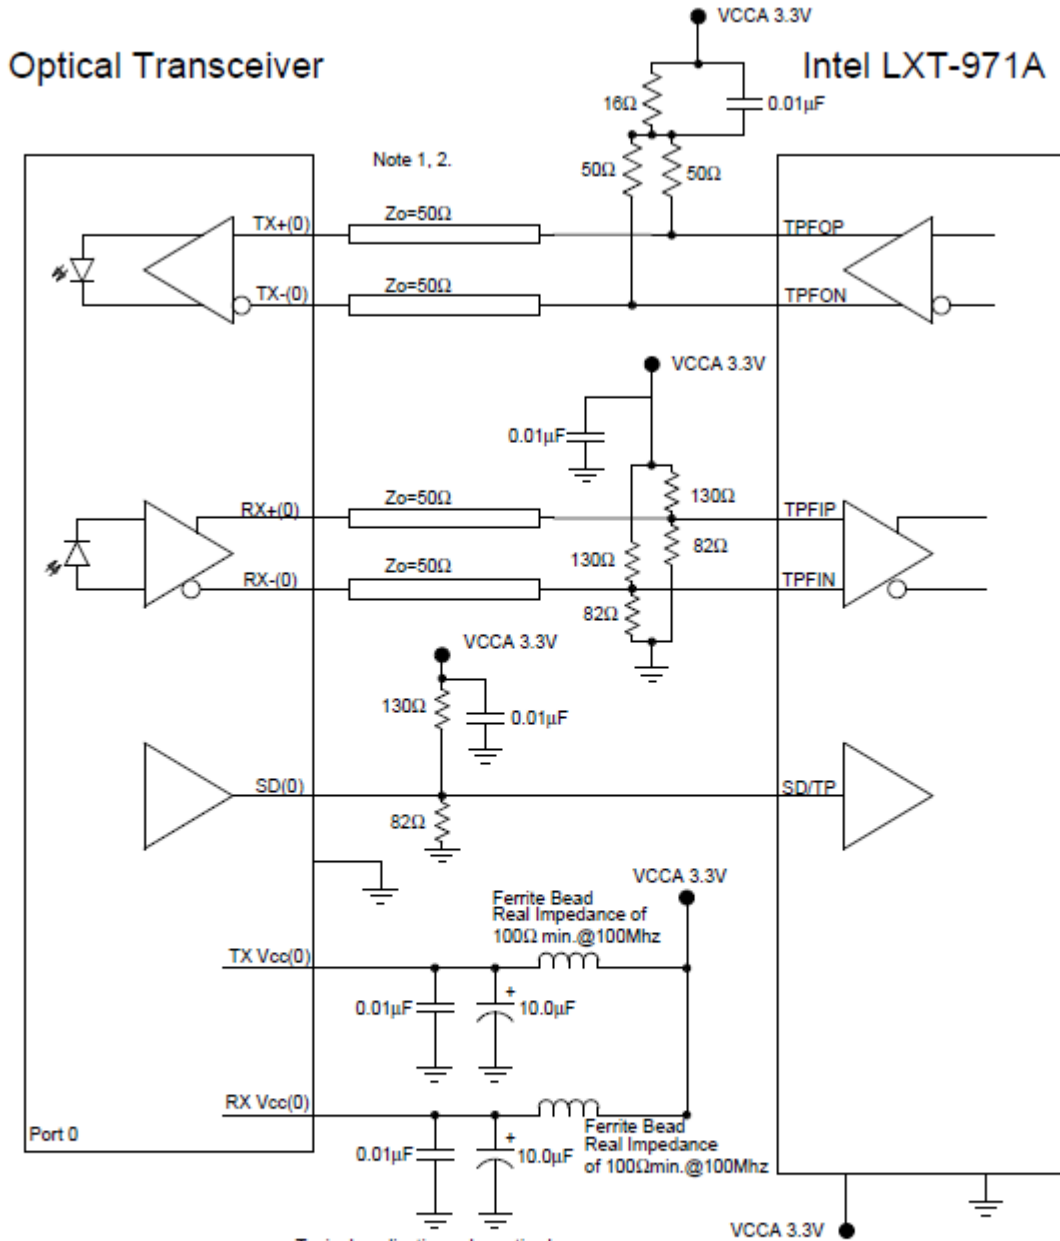 VCCA 3.3V
Optical Transceiver
Intel LXT-971A
16Ω
0.01µF
Note 1, 2.
50Ω
50Ω
TX+(0)
Zo=50Ω
TPFOP
TX-(0)
Zo=50Ω
TPFON
VCCA 3.3V
0.01µF
RX+(0)
Zo=50Ω
130Ω
TPFIP
82Ω
130Ω
RX-(0)
Zo=50Ω
TPFIN
82Ω
VCCA 3.3V
130Ω
0.01µF
SD(0)
SD/TP
82Ω
VCCA 3.3V
Ferrite Bead
Real Impedance of
100Ω min.@100Mhz
TX Vcc(0)
+
0.01µF
10.0µF
RX Vcc(0)
Port 0
+
0.01µF
10.0µF
Ferrite Bead
Real Impedance
of 100Ωmin.@100Mhz
VCCA 3.3V